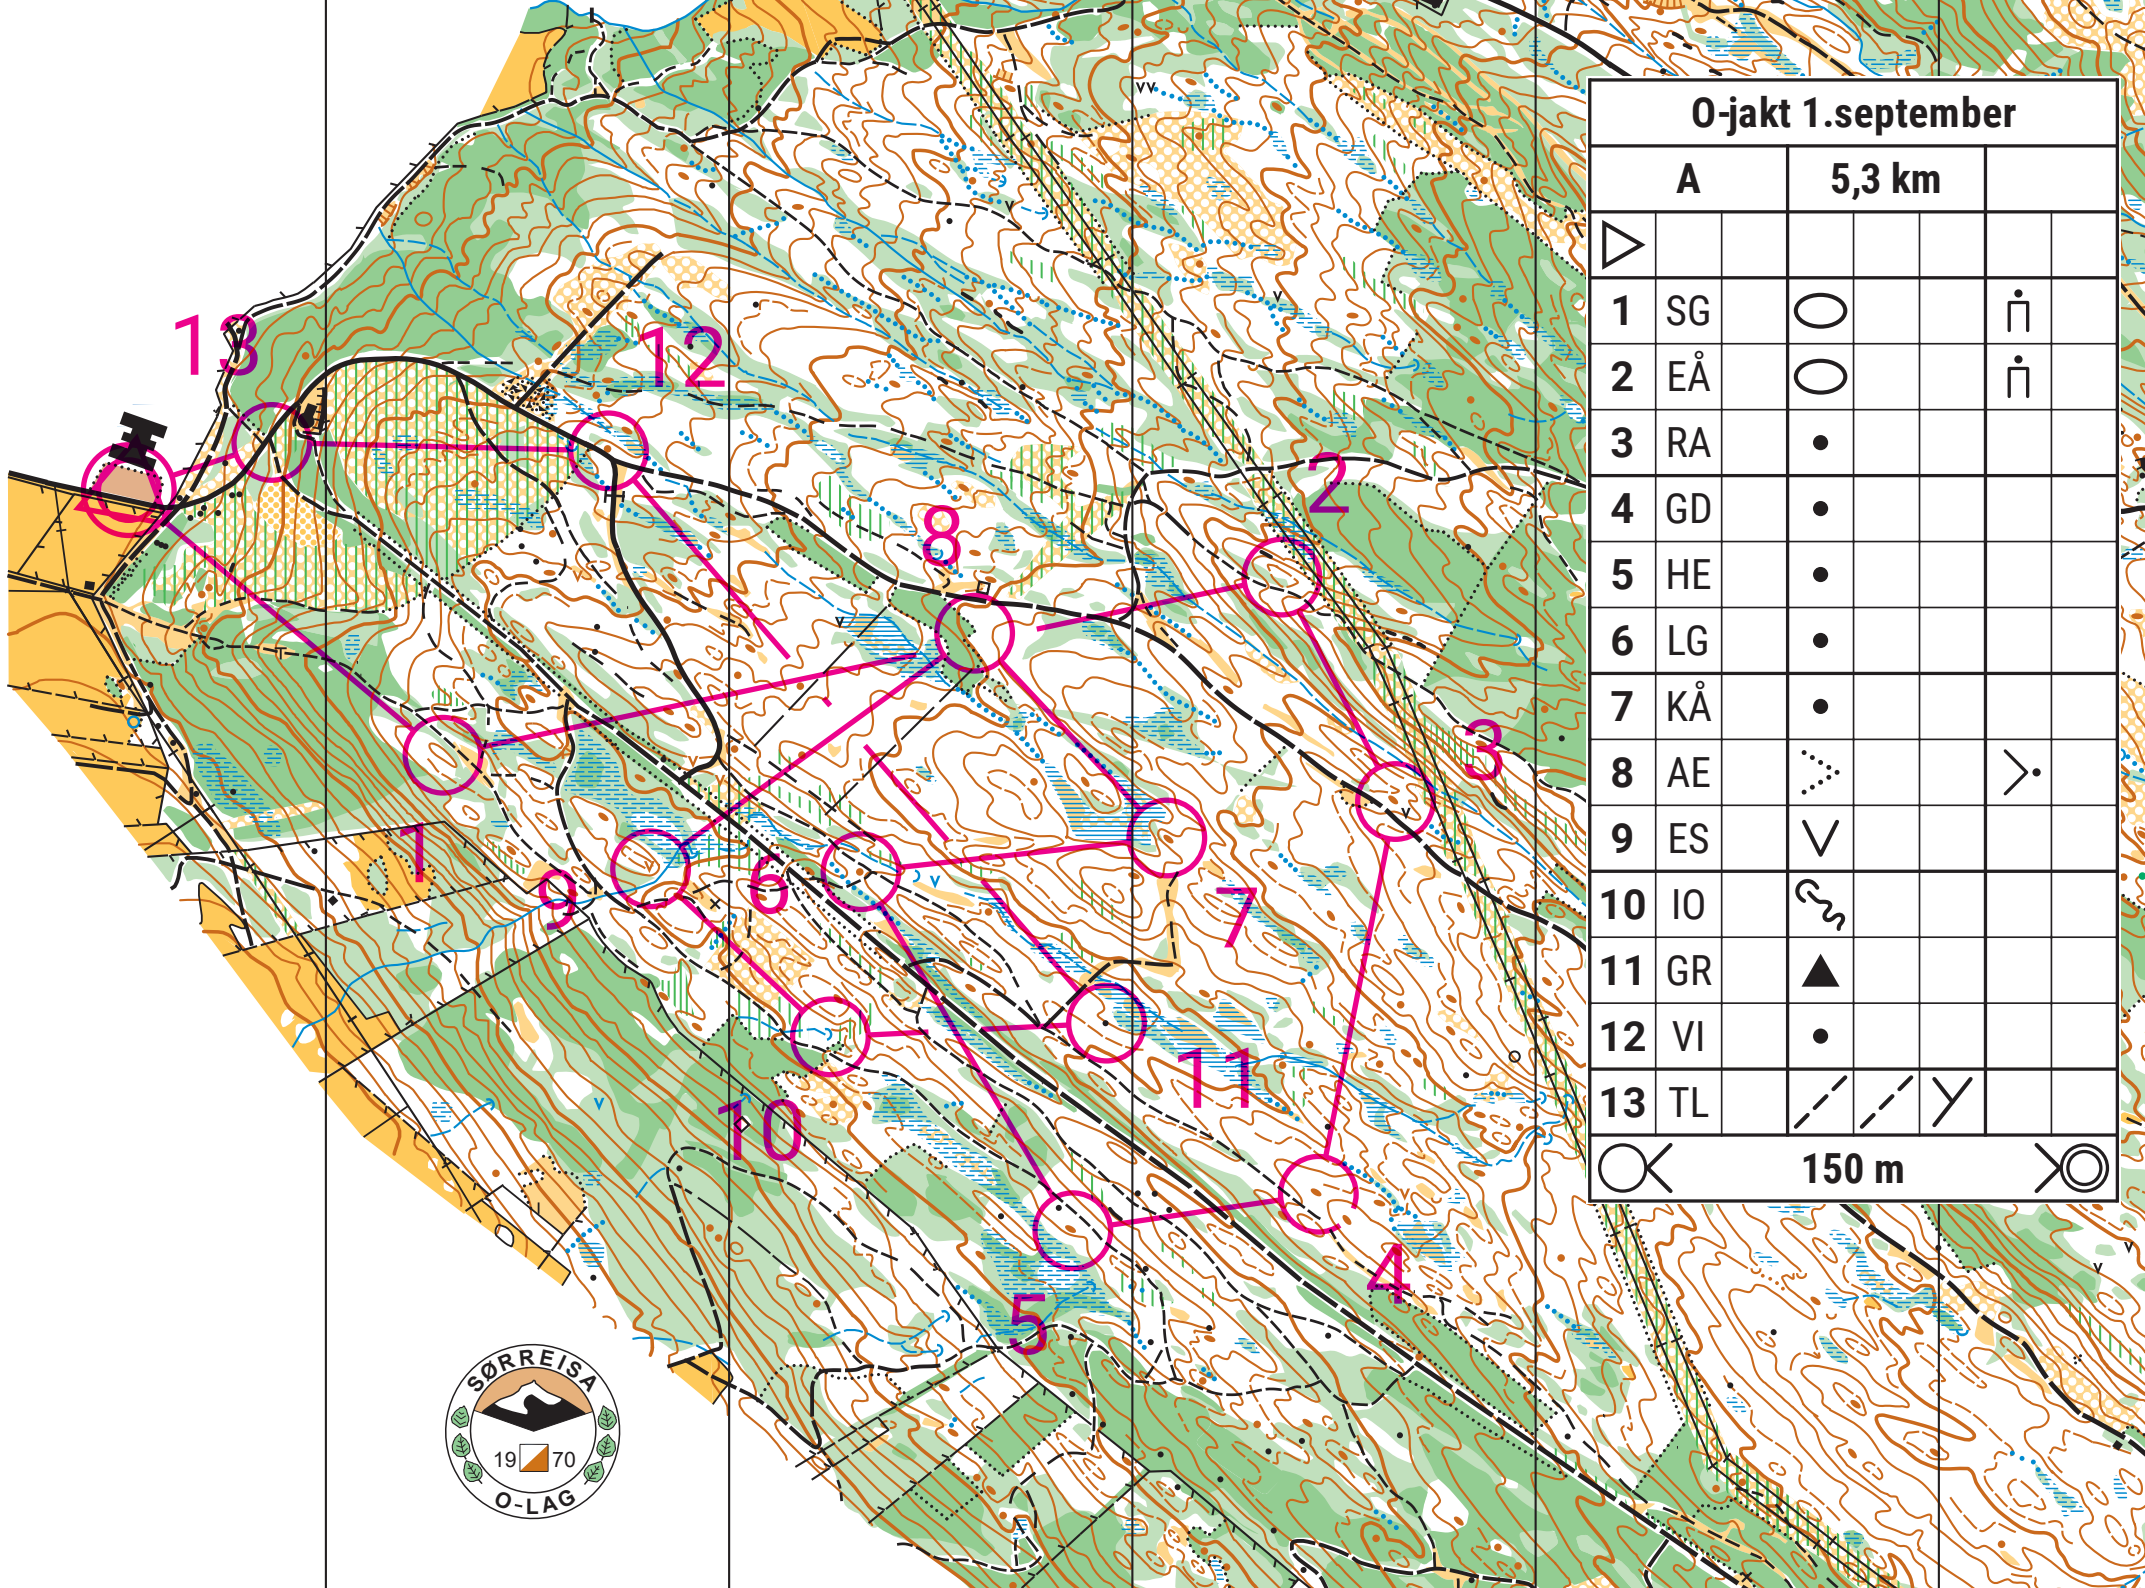 O-jakt 1.september
A 5,3 km
1 SG
2 EÅ
3 RA
4 GD
5 HE
6 LG
7 KÅ
8 AE
9 ES
10 IO
11 GR
12 VI
13 TL
150 m
13
12
2
8
3
1
9
6
7
11
10
4
5
SØRREISA
19 70
O-LAG